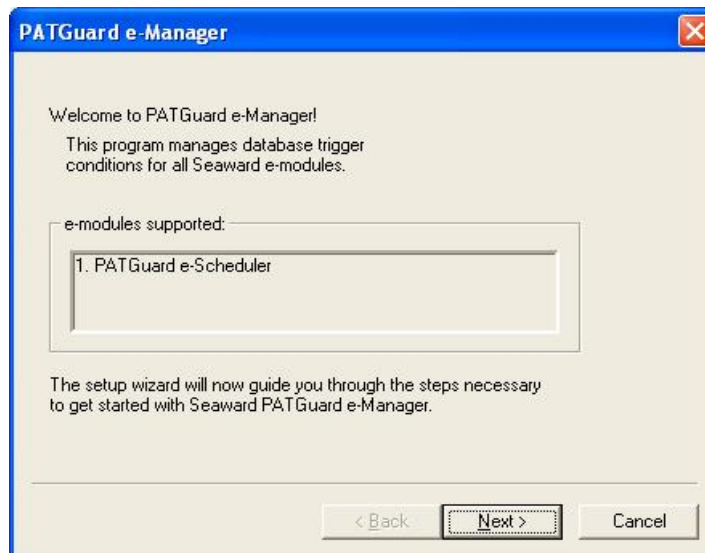 PATGuard e-Manager
Welcome to PATGuard e-Manager!
This program manages database trigger
conditions for all Seaward e-modules.
e-modules supported:
1. PATGuard e-Scheduler
The setup wizard will now guide you through the steps necessary
to get started with Seaward PATGuard e-Manager.
< Back
Next >
Cancel